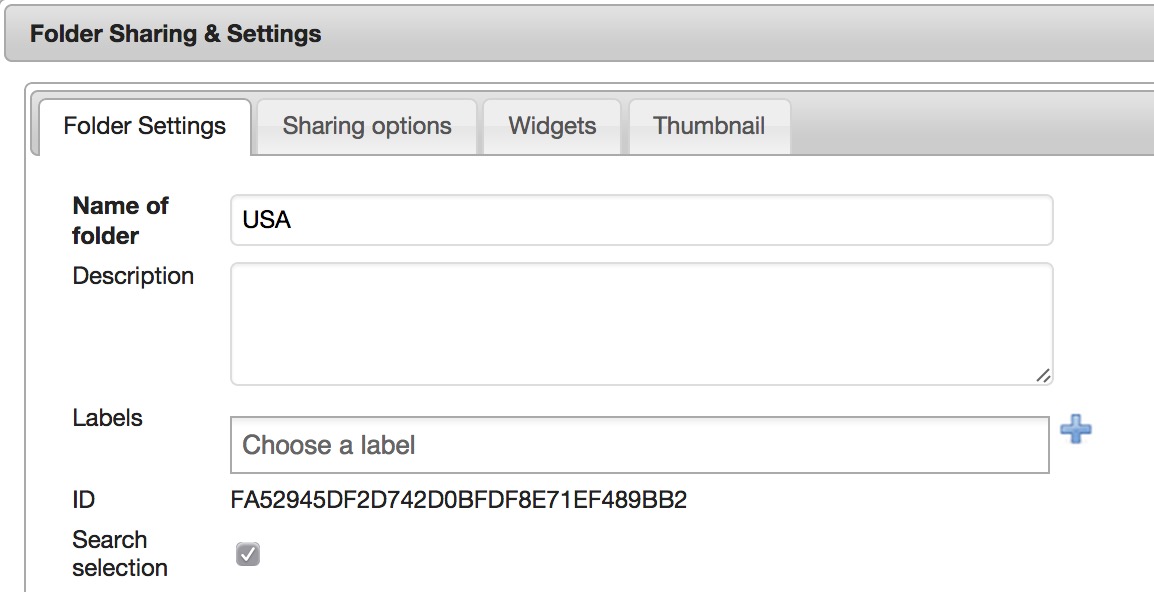 Folder Sharing & Settings
Folder Settings Sharing options Widgets Thumbnail
Name of
folder
USA
Description
Labels
Choose a label
ID
FA52945DF2D742D0BFDF8E71EF489BB2
Search
selection